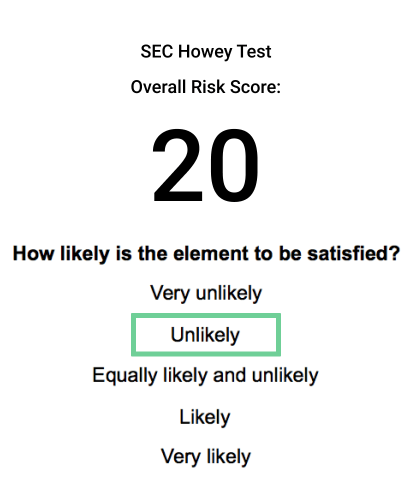 SEC Howey Test
Overall Risk Score:
20
How likely is the element to be satisfied?
Very unlikely
Unlikely
Equally likely and unlikely
Likely
Very likely